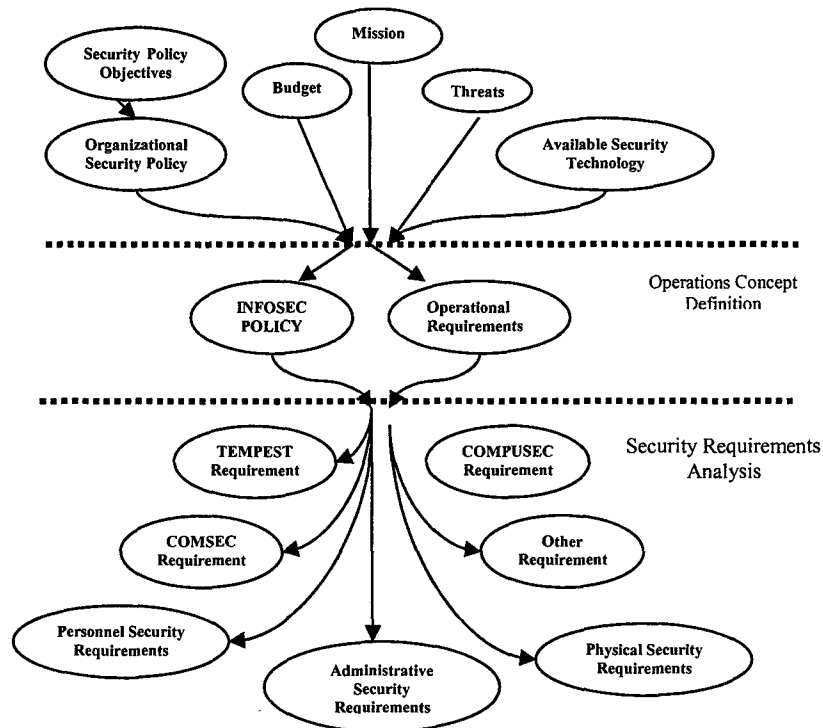 Mission
Security Policy
Objectives
Budget
Threats
Organizational
Security Policy
Available Security
Technology
Operations Concept
Definition
INFOSEC
POLICY
Operational
Requirements
Security Requirements
Analysis
TEMPEST
Requirement
COMPUSEC
Requirement
COMSEC
Requirement
Other
Requirement
Personnel Security
Requirements
Administrative
Security
Requirements
Physical Security
Requirements